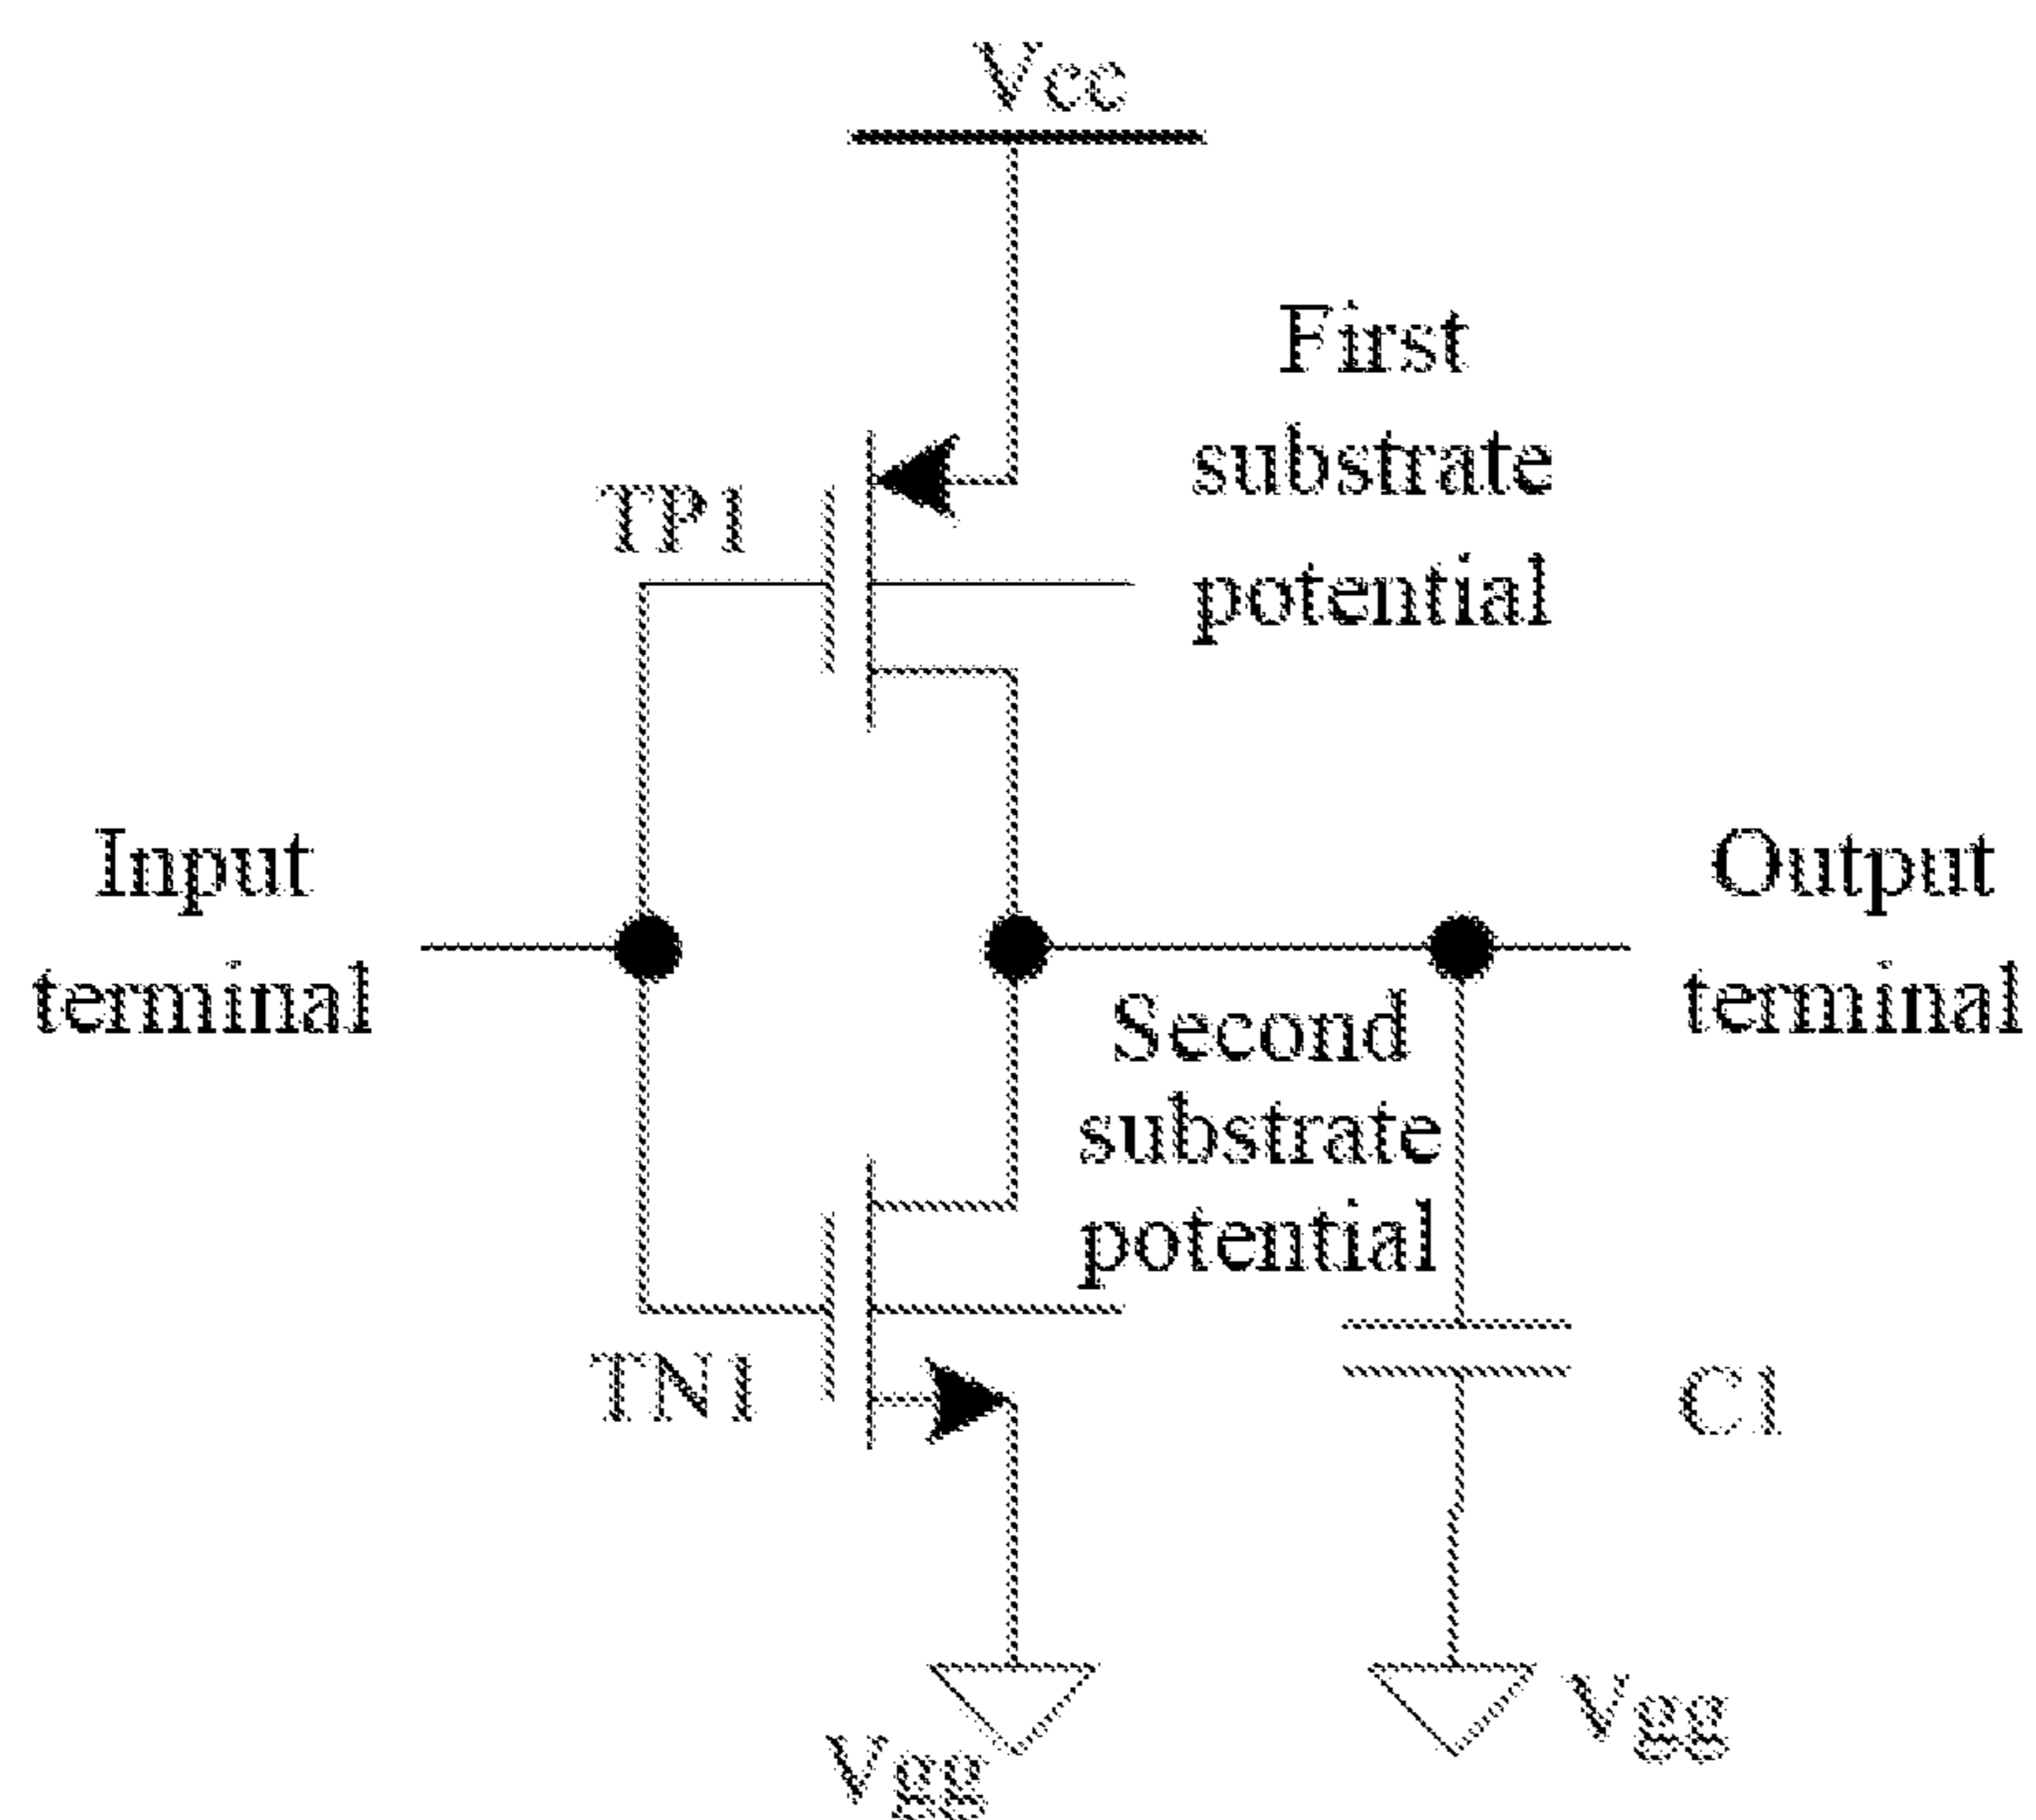 Vcc
First
substrate
potential
TP1
Input
terminal
Output
terminal
Second
substrate
potential
TN1
C1
Vgg
Vgg